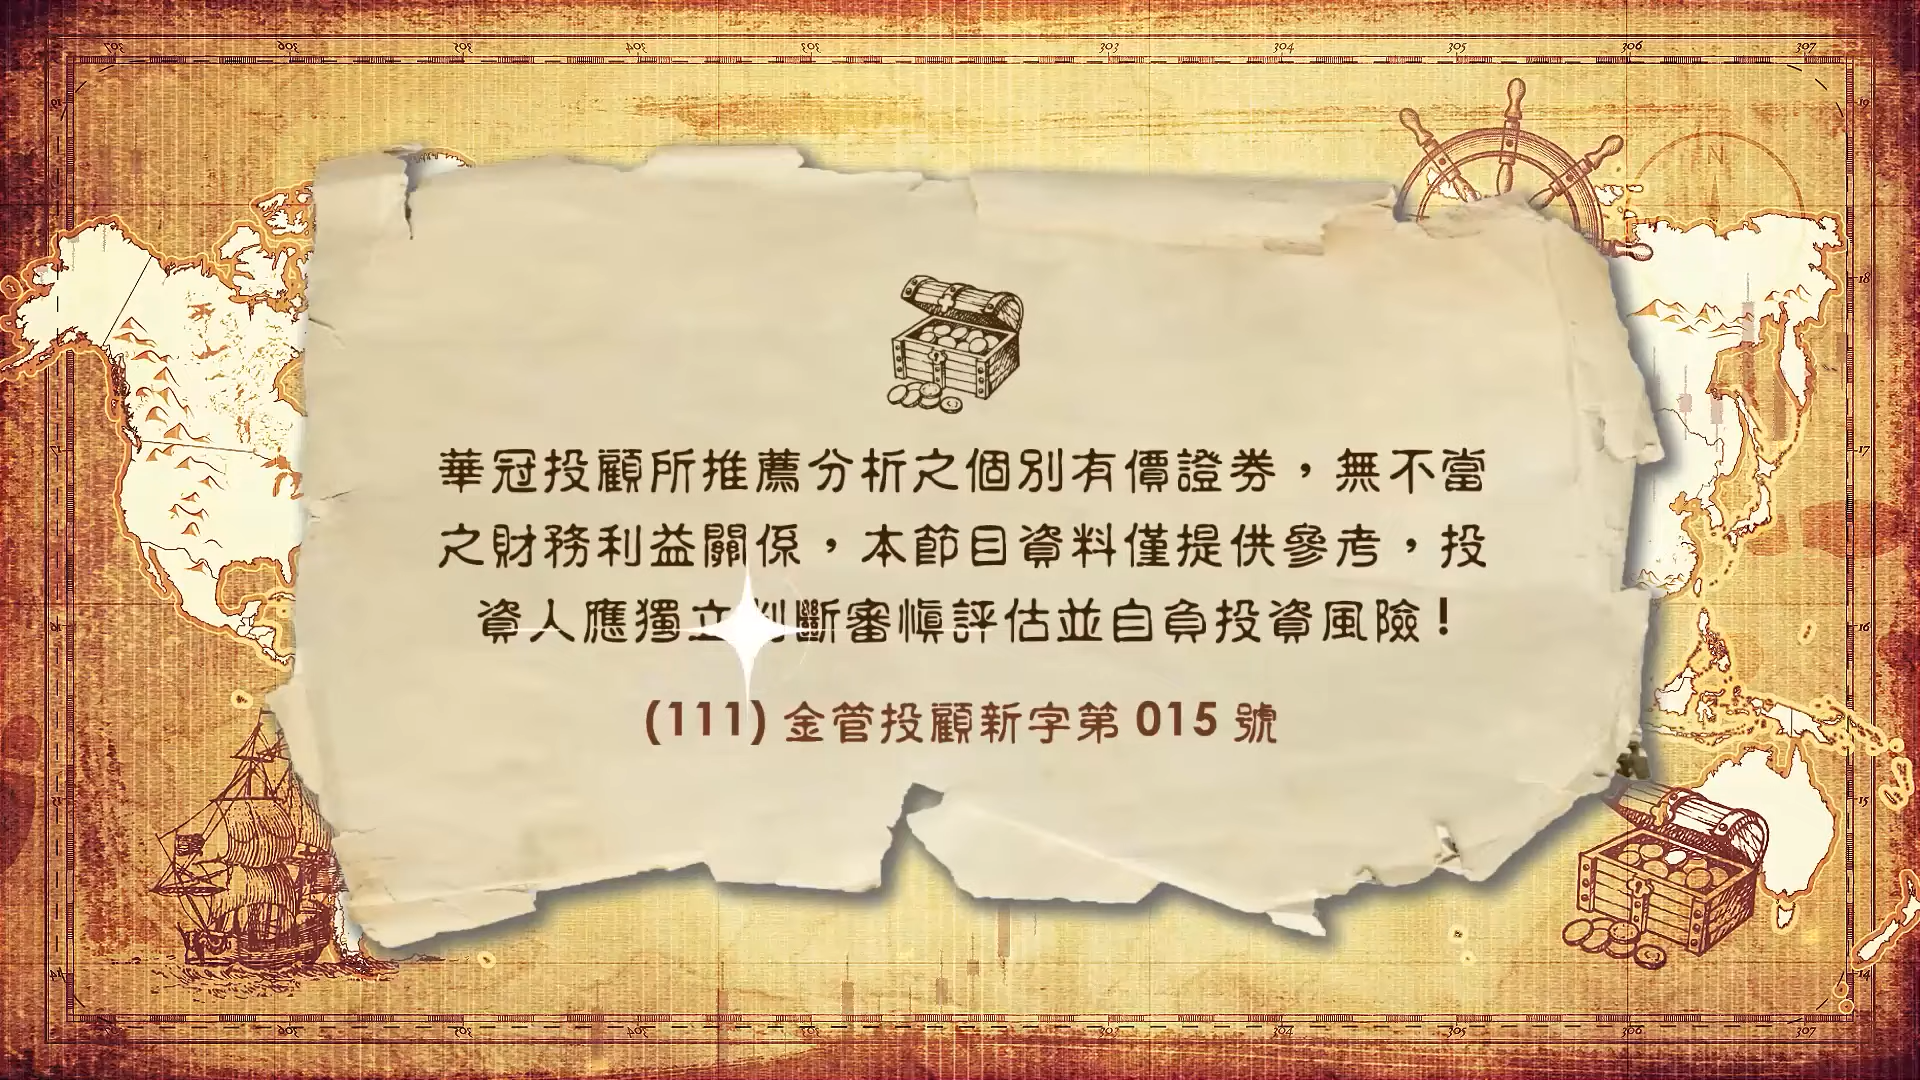 華冠投顧所推薦分析之個別有價證券，無不當
之財務利益關係，本節目資料僅提供參考，投
資人應獨立判斷審慎評估並自負投資風險！
(111) 金管投顧新字第 015 號